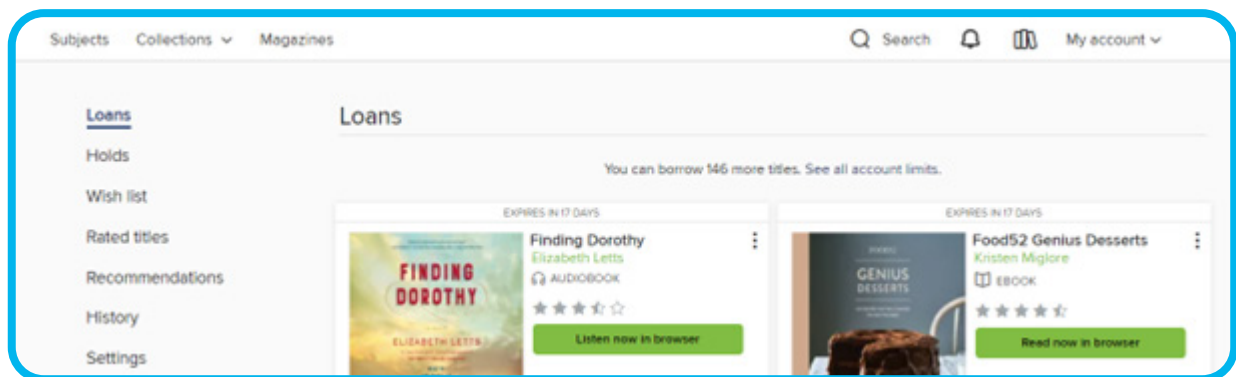 Subjects Collections Magazines Search My account
Loans
Holds
Wish list
Rated titles
Recommendations
History
Settings
Loans
You can borrow 146 more titles. See all account limits.
EXPIRES IN 17 DAYS
FINDING
DOROTHY
ELIZABETH LETTS
Finding Dorothy
Elizabeth Letts
AUDIOBOOK
Listen now in browser
EXPIRES IN 17 DAYS
FOOD52
GENIUS
DESSERTS
Food52 Genius Desserts
Kristen Miglore
EBOOK
Read now in browser